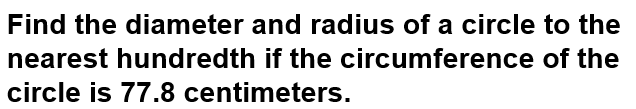 Find the diameter and radius of a circle to the
nearest hundredth if the circumference of the
circle is 77.8 centimeters.